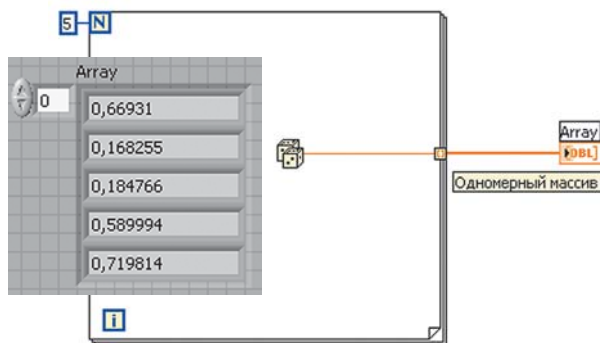 5 N
Array
0
0,66931
0,168255
0,184766
0,589994
0,719814
i
Array
DBL]
Одномерный массив